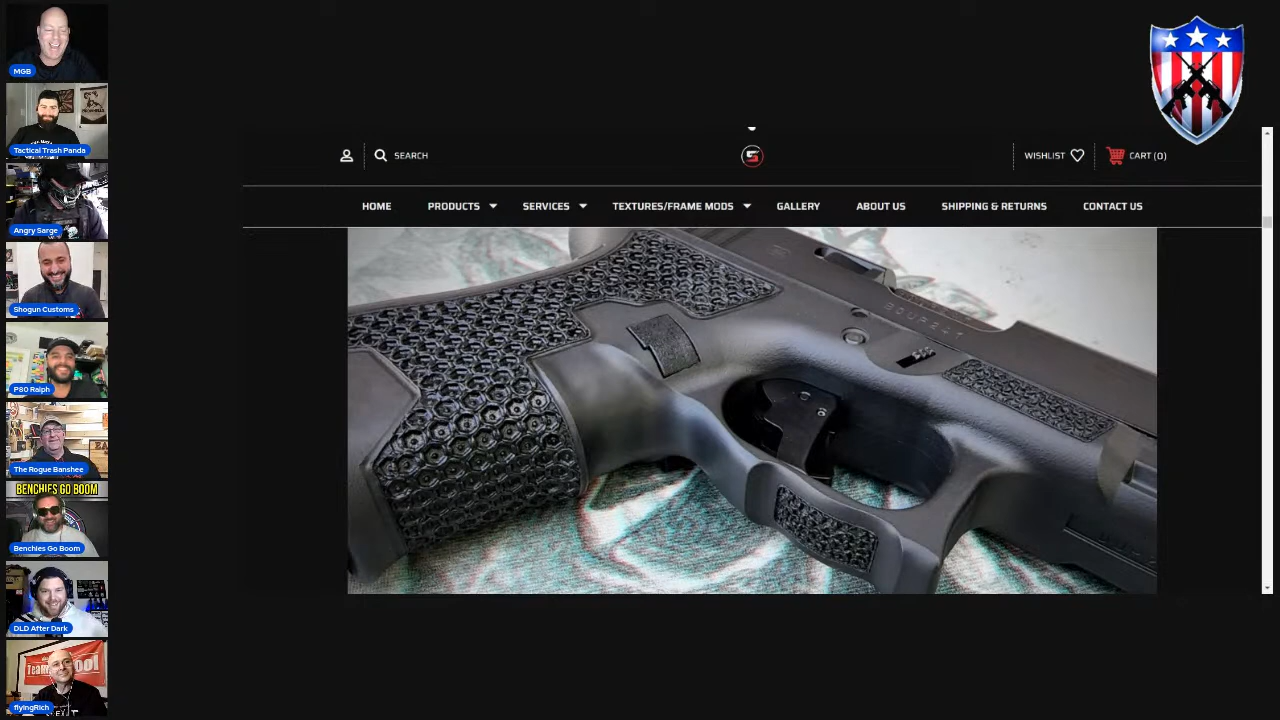 MGB
Tactical Trash Panda
Angry Sarge
Shogun Customs
P80 Ralph
The Rogue Banshee
BENCHIES GO BOOM
Benchies Go Boom
DLD After Dark
flyingRich
SEARCH
WISHLIST
CART (0)
HOME
PRODUCTS
SERVICES
TEXTURES/FRAME MODS
GALLERY
ABOUT US
SHIPPING & RETURNS
CONTACT US